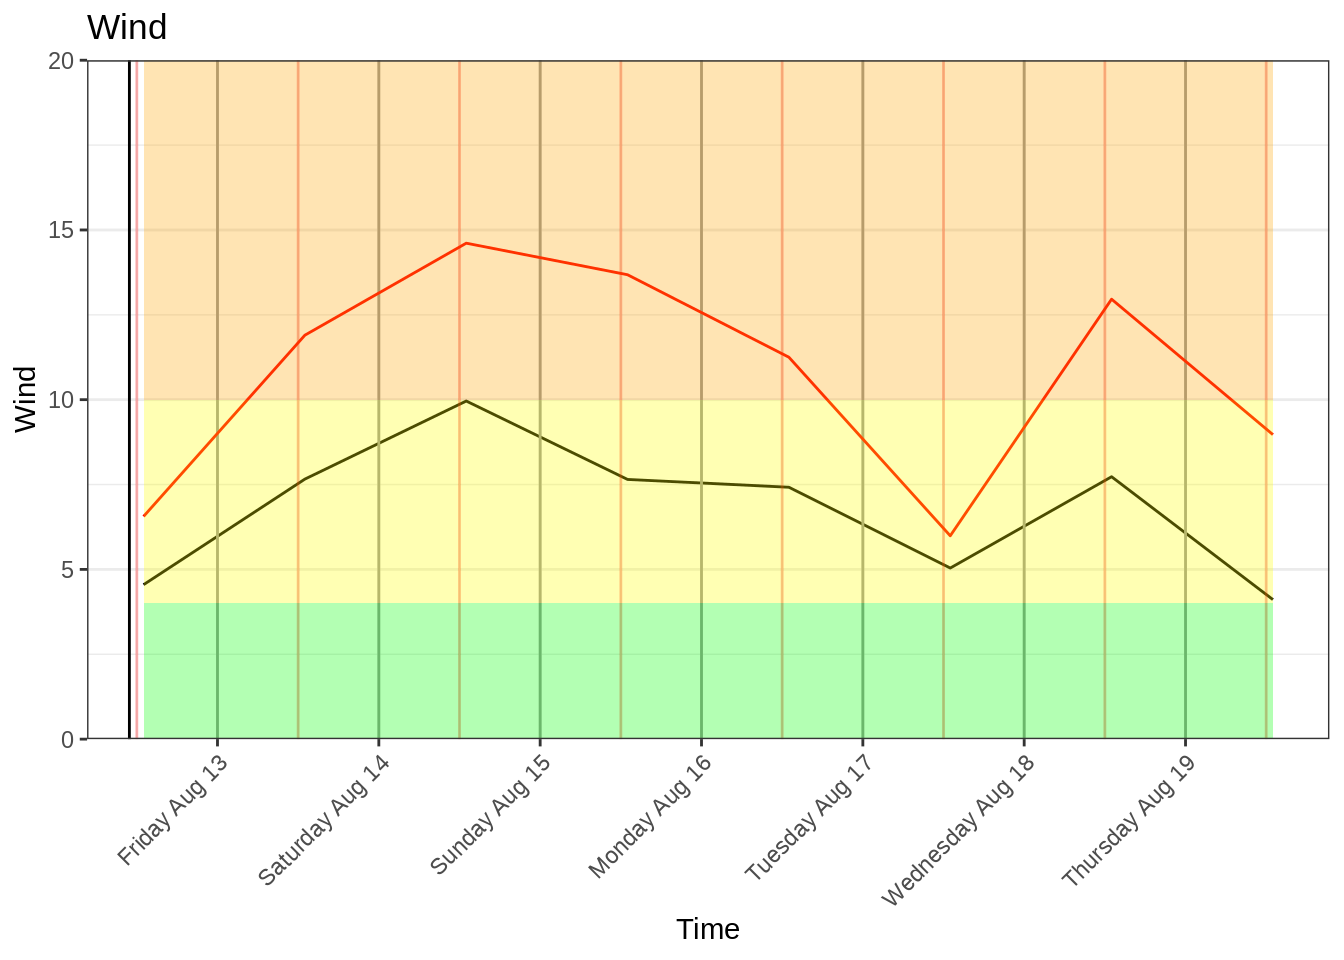 Wind
20
15
10
5
0
Wind
Friday Aug 13
Saturday Aug 14
Sunday Aug 15
Monday Aug 16
Tuesday Aug 17
Wednesday Aug 18
Thursday Aug 19
Time